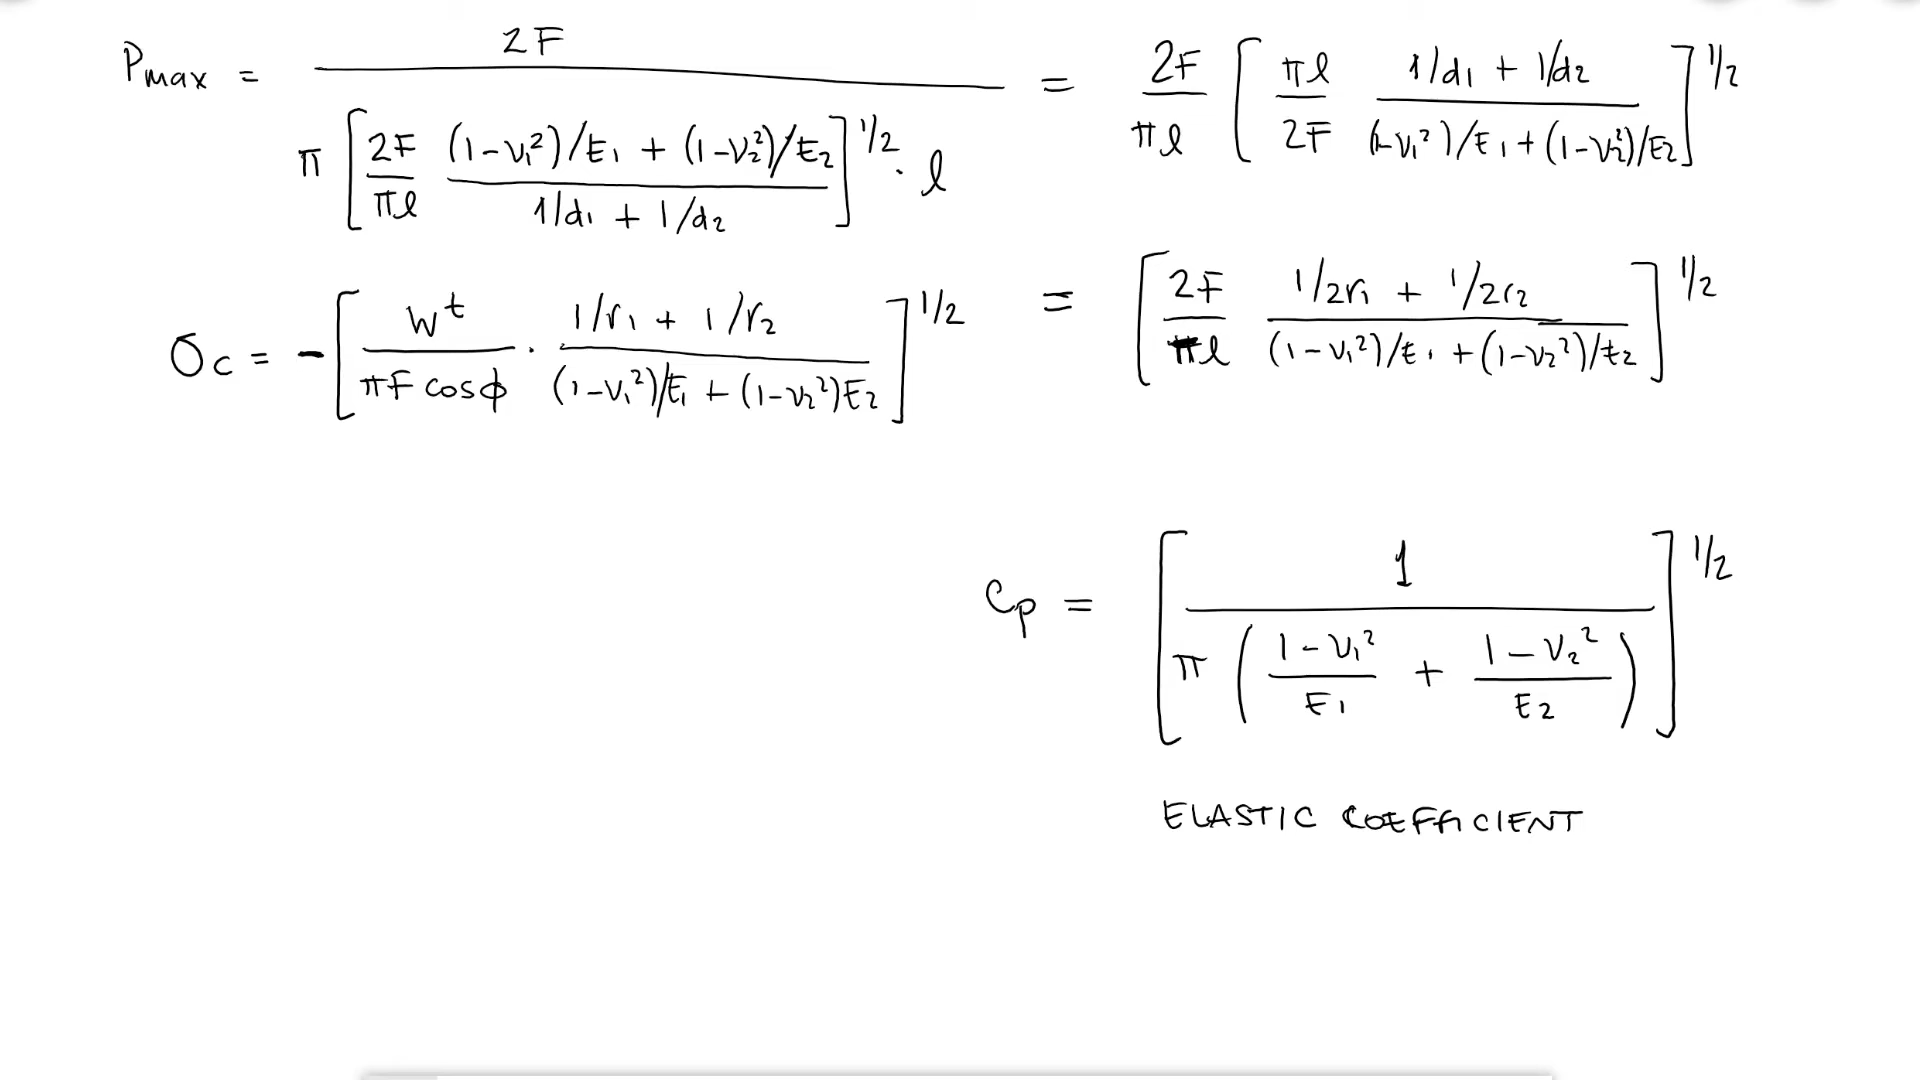 Pmax = 2F / π [ 2F/πl (1-ν₁²)/E₁ + (1-ν₂²)/E₂ / 1/d₁ + 1/d₂ ]^1/2 · l = 2F/πl [ πl/2F 1/d₁ + 1/d₂ / (1-ν₁²)/E₁ + (1-ν₂²)/E₂ ]^1/2
σc = - [ W^t / πF cosϕ · 1/r₁ + 1/r₂ / (1-ν₁²)/E₁ + (1-ν₂²)E₂ ]^1/2 = [ 2F/πl 1/2r₁ + 1/2r₂ / (1-ν₁²)/E₁ + (1-ν₂²)/E₂ ]^1/2
Cp = [ 1 / π ( 1-ν₁²/E₁ + 1-ν₂²/E₂ ) ]^1/2
ELASTIC COEFFICIENT